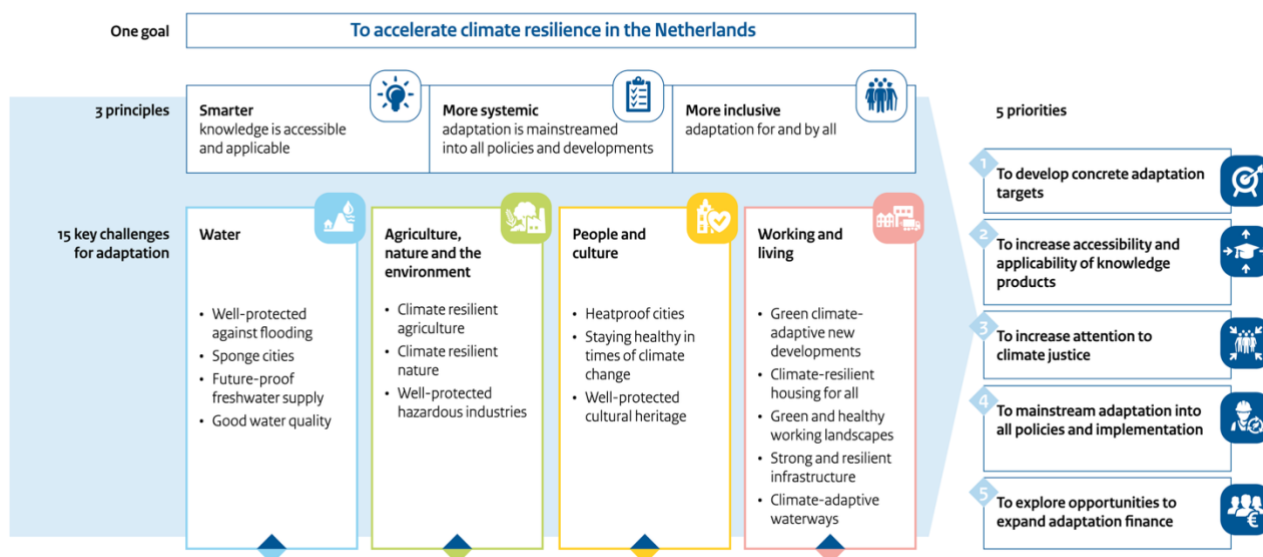 One goal
To accelerate climate resilience in the Netherlands
3 principles
Smarter
knowledge is accessible
and applicable
More systemic
adaptation is mainstreamed
into all policies and developments
More inclusive
adaptation for and by all
15 key challenges
for adaptation
Water
• Well-protected
against flooding
• Sponge cities
• Future-proof
freshwater supply
• Good water quality
Agriculture,
nature and the
environment
• Climate resilient
agriculture
• Climate resilient
nature
• Well-protected
hazardous industries
People and
culture
• Heatproof cities
• Staying healthy in
times of climate
change
• Well-protected
cultural heritage
Working and
living
• Green climate-
adaptive new
developments
• Climate-resilient
housing for all
• Green and healthy
working landscapes
• Strong and resilient
infrastructure
• Climate-adaptive
waterways
5 priorities
1
To develop concrete adaptation
targets
2
To increase accessibility and
applicability of knowledge
products
3
To increase attention to
climate justice
4
To mainstream adaptation into
all policies and implementation
5
To explore opportunities to
expand adaptation finance
€